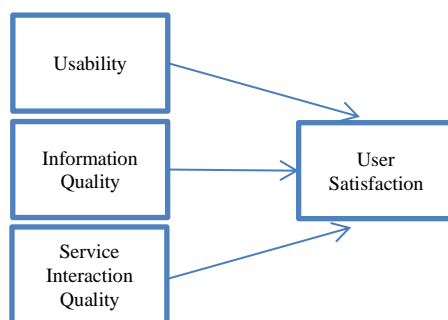 Usability
Information
Quality
Service
Interaction
Quality
User
Satisfaction